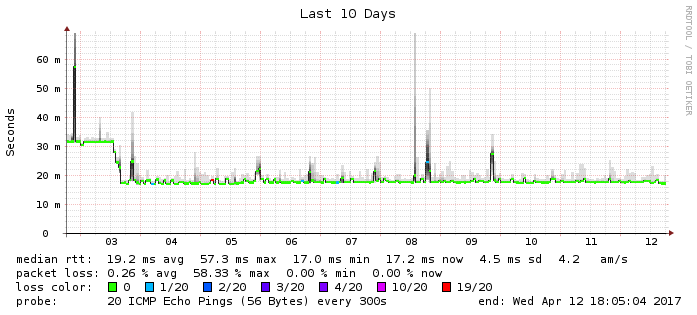 Last 10 Days
RRDTOOL / TOBI OETIKER
Seconds
60 m
50 m
40 m
30 m
20 m
10 m
0
03 04 05 06 07 08 09 10 11 12
median rtt: 19.2 ms avg 57.3 ms max 17.0 ms min 17.2 ms now 4.5 ms sd 4.2 am/s
packet loss: 0.26 % avg 58.33 % max 0.00 % min 0.00 % now
loss color: 0 1/20 2/20 3/20 4/20 10/20 19/20
probe: 20 ICMP Echo Pings (56 Bytes) every 300s end: Wed Apr 12 18:05:04 2017